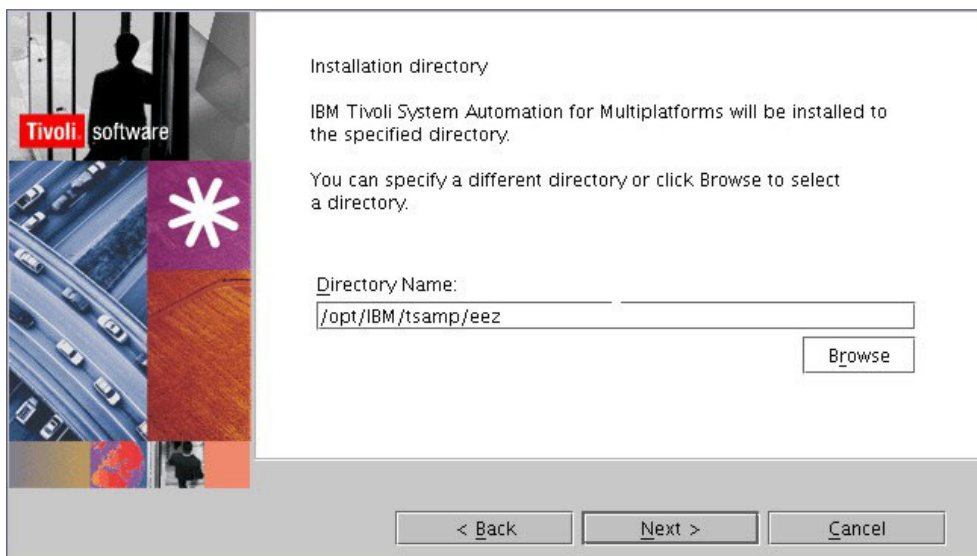 Tivoli. software
Installation directory
IBM Tivoli System Automation for Multiplatforms will be installed to
the specified directory.
You can specify a different directory or click Browse to select
a directory.
Directory Name:
/opt/IBM/tsamp/eez
Browse
< Back
Next >
Cancel